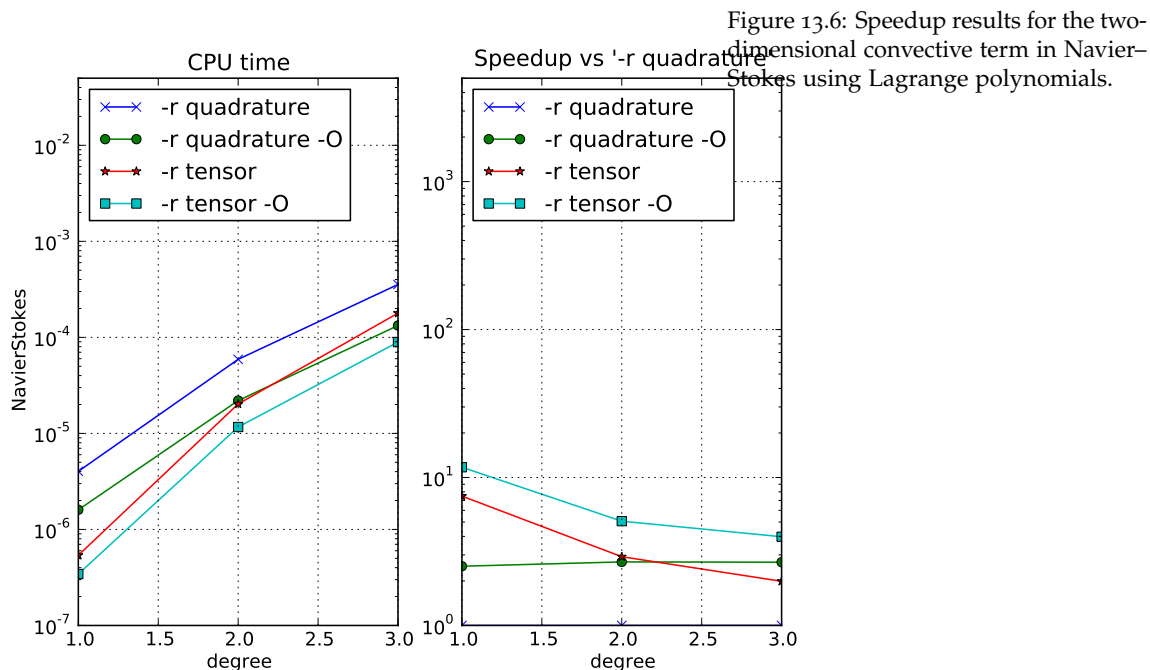 Figure 13.6: Speedup results for the two-
dimensional convective term in Navier–
Stokes using Lagrange polynomials.
CPU time
-r quadrature
-r quadrature -O
-r tensor
-r tensor -O
10^-2
10^-3
10^-4
10^-5
10^-6
10^-7
NavierStokes
1.0 1.5 2.0 2.5 3.0
degree
Speedup vs '-r quadrature'
-r quadrature
-r quadrature -O
-r tensor
-r tensor -O
10^3
10^2
10^1
10^0
1.0 1.5 2.0 2.5 3.0
degree